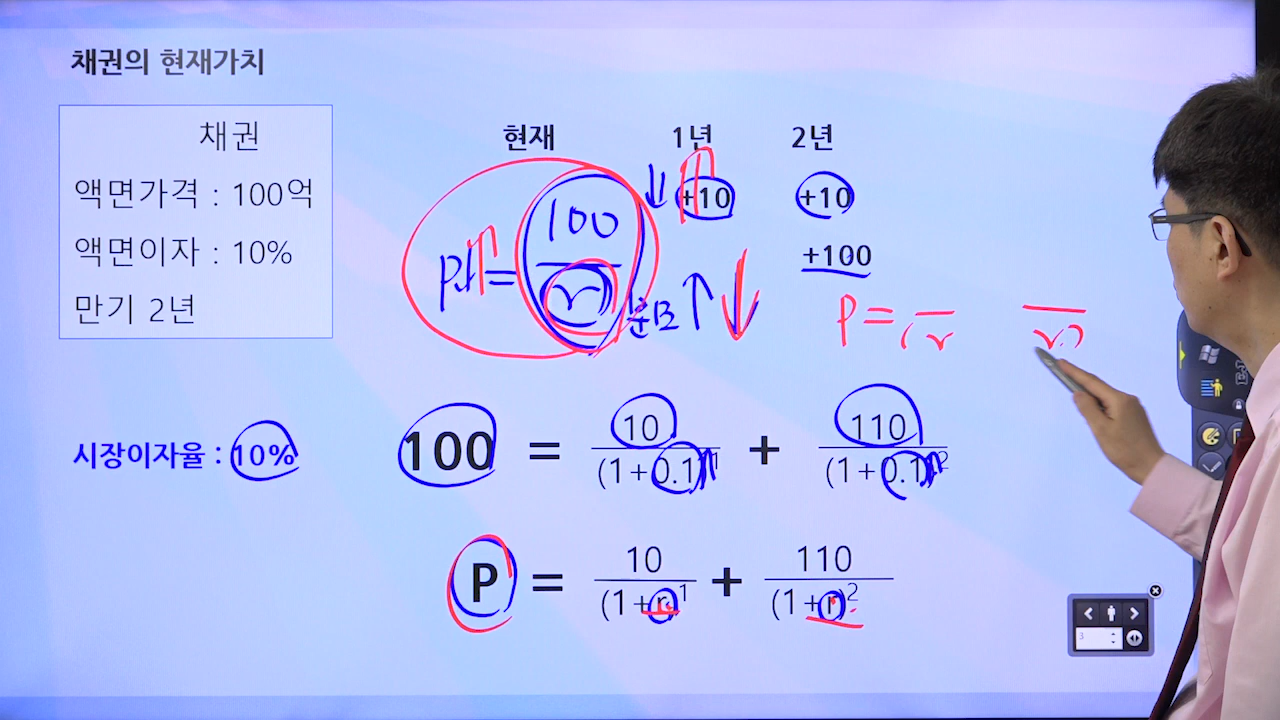 채권의 현재가치
채권
액면가격 : 100억
액면이자 : 10%
만기 2년
현재 1년 2년
+10 +10
+100
100
r
P = r r
시장이자율 : 10%
100 = 10 / (1+0.1)^1 + 110 / (1+0.1)^2
P = 10 / (1+r)^1 + 110 / (1+r)^2
3